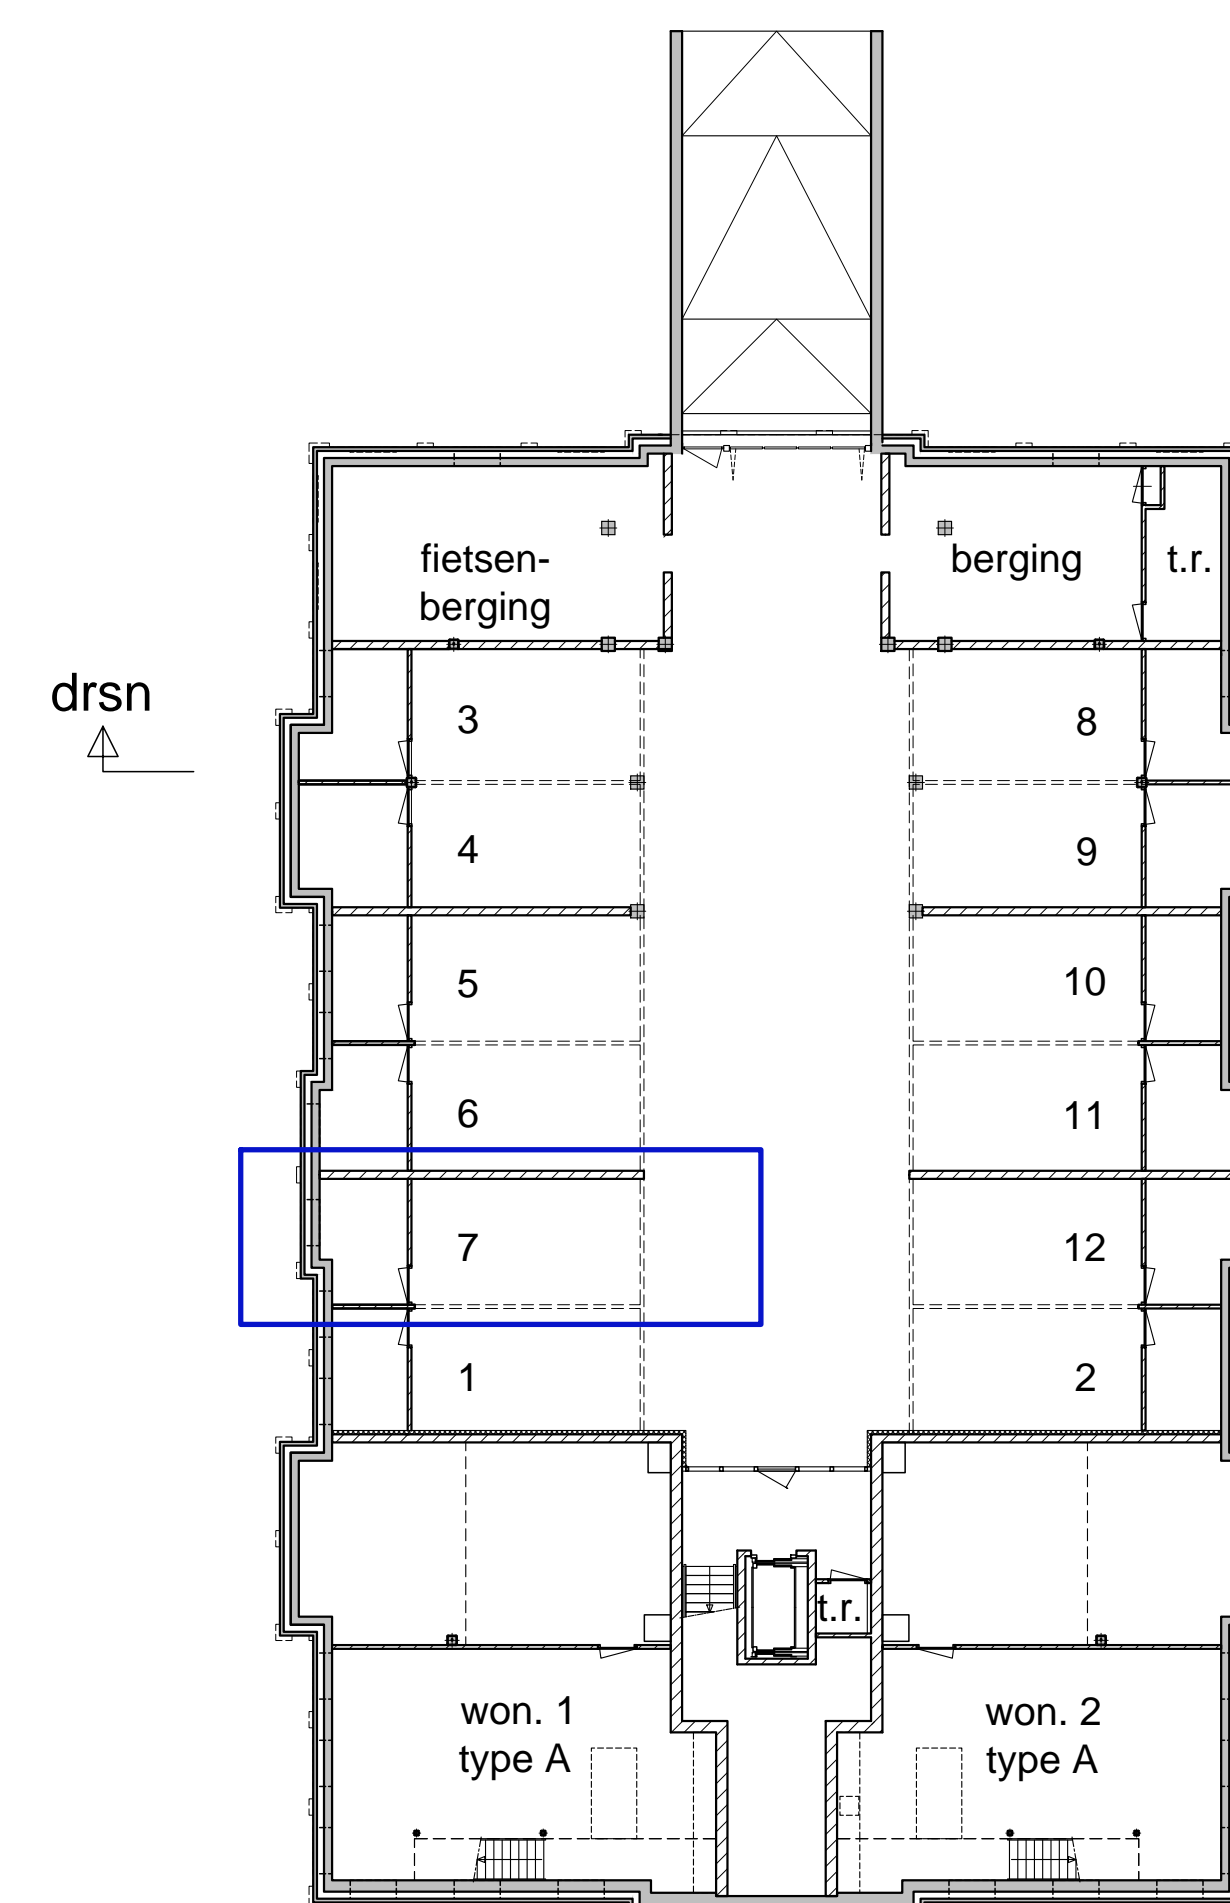 fietsen-
berging
berging
t.r.
drsn
3
8
4
9
5
10
6
11
7
12
1
2
t.r.
won. 1
type A
won. 2
type A